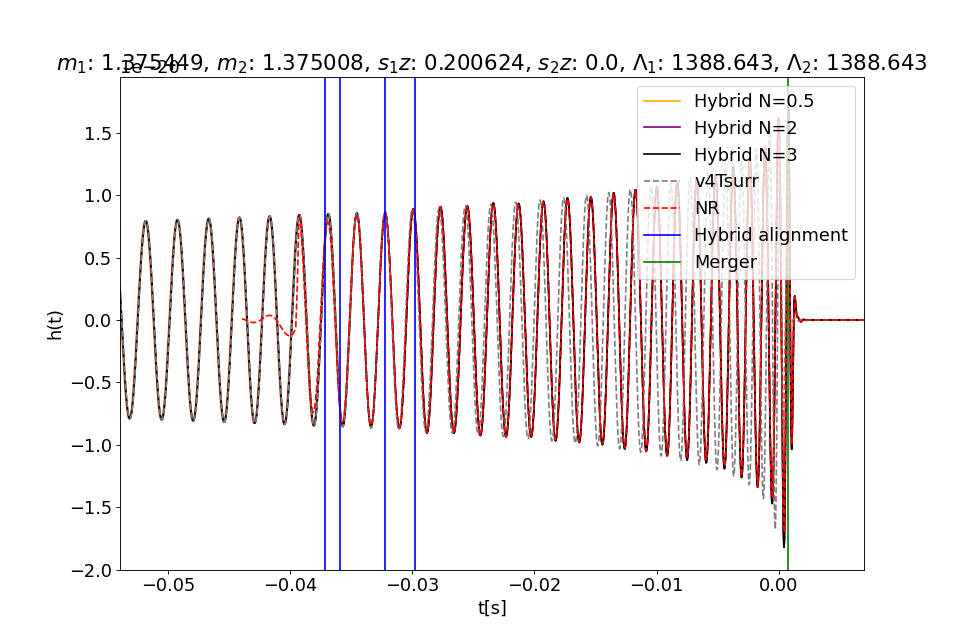 m₁: 1.375449, m₂: 1.375008, s₁z: 0.200624, s₂z: 0.0, Λ₁: 1388.643, Λ₂: 1388.643
1e−20
Hybrid N=0.5
Hybrid N=2
Hybrid N=3
v4Tsurr
NR
Hybrid alignment
Merger
1.5
1.0
0.5
0.0
−0.5
−1.0
−1.5
−2.0
h(t)
−0.05
−0.04
−0.03
−0.02
−0.01
0.00
t[s]